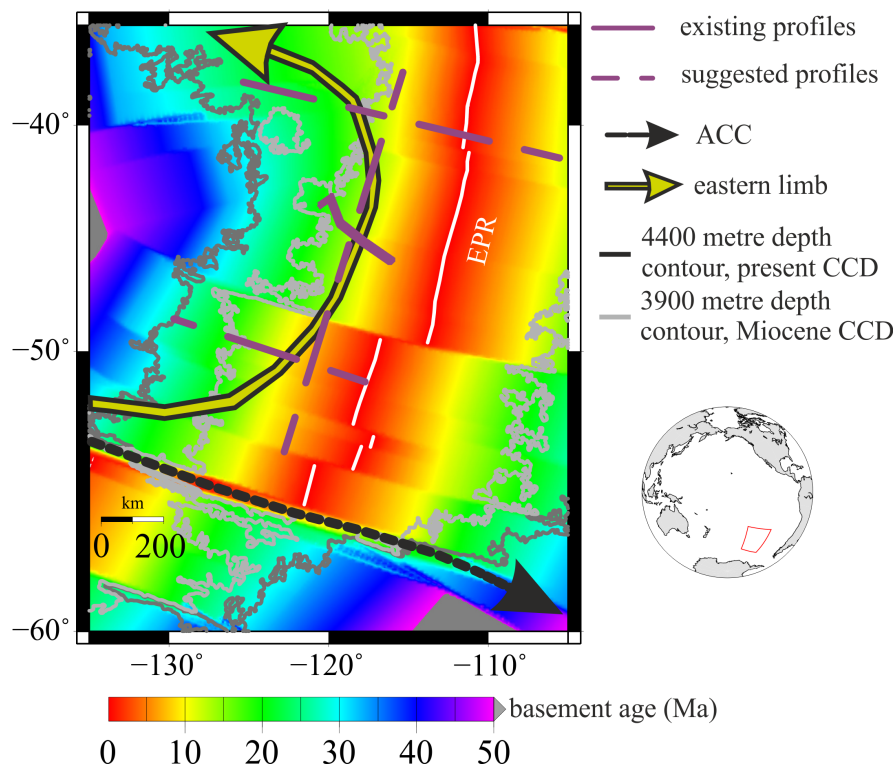 existing profiles
suggested profiles
ACC
eastern limb
4400 metre depth
contour, present CCD
3900 metre depth
contour, Miocene CCD
−40˚
−50˚
−60˚
EPR
km
0 200
−130˚ −120˚ −110˚
basement age (Ma)
0 10 20 30 40 50